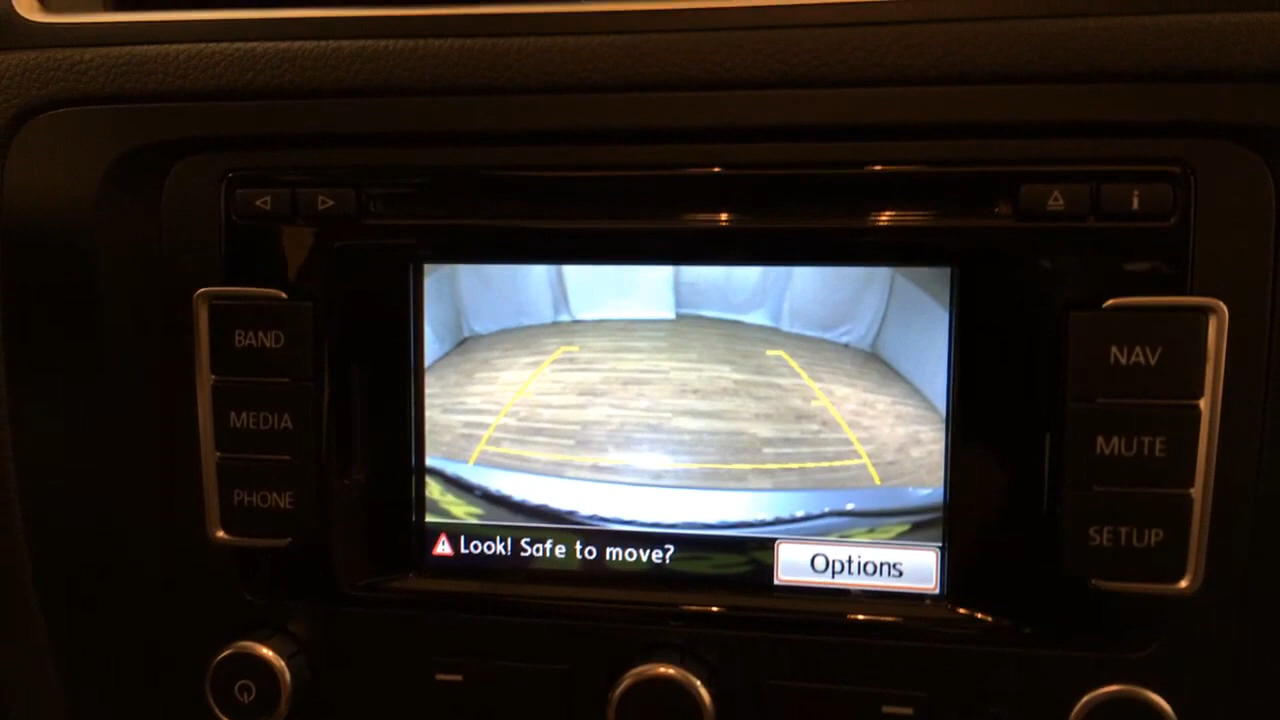 i
BAND
NAV
MEDIA
MUTE
PHONE
SETUP
Look! Safe to move?
Options